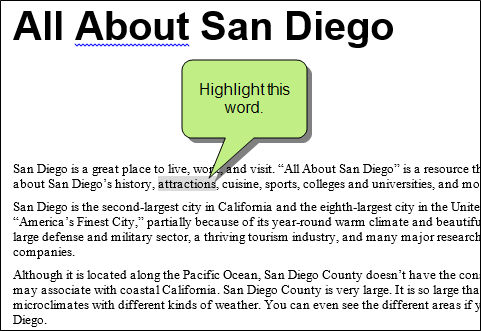 All About San Diego
Highlight this
word.
San Diego is a great place to live, work and visit. “All About San Diego” is a resource
about San Diego’s history, attractions, cuisine, sports, colleges and universities, and
San Diego is the second-largest city in California and the eighth-largest city in the
“America’s Finest City,” partially because of its year-round warm climate and
large defense and military sector, a thriving tourism industry, and many major research
companies.
Although it is located along the Pacific Ocean, San Diego County doesn’t have the
may associate with coastal California. San Diego County is very large. It is so large
microclimates with different kinds of weather. You can even see the different areas if
Diego.